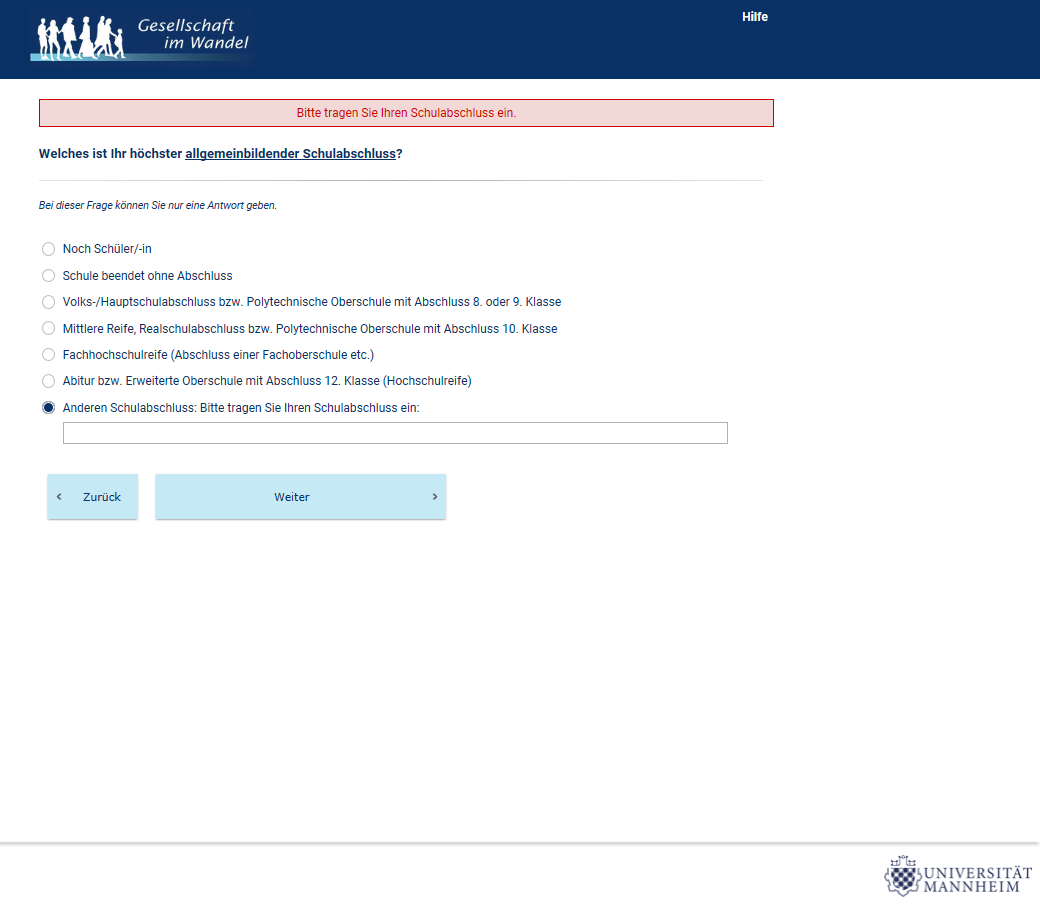 Gesellschaft
im Wandel
Hilfe
Bitte tragen Sie Ihren Schulabschluss ein.
Welches ist Ihr höchster allgemeinbildender Schulabschluss?
Bei dieser Frage können Sie nur eine Antwort geben.
Noch Schüler/-in
Schule beendet ohne Abschluss
Volks-/Hauptschulabschluss bzw. Polytechnische Oberschule mit Abschluss 8. oder 9. Klasse
Mittlere Reife, Realschulabschluss bzw. Polytechnische Oberschule mit Abschluss 10. Klasse
Fachhochschulreife (Abschluss einer Fachoberschule etc.)
Abitur bzw. Erweiterte Oberschule mit Abschluss 12. Klasse (Hochschulreife)
Anderen Schulabschluss: Bitte tragen Sie Ihren Schulabschluss ein:
‹ Zurück Weiter ›
UNIVERSITÄT
MANNHEIM